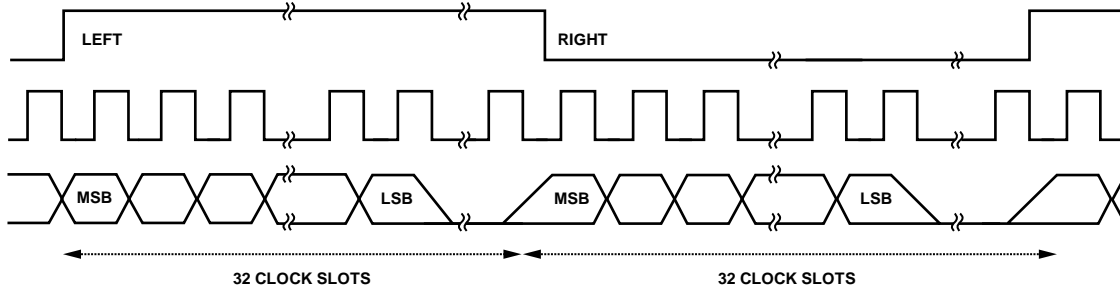 LEFT
RIGHT
MSB
LSB
MSB
LSB
32 CLOCK SLOTS
32 CLOCK SLOTS